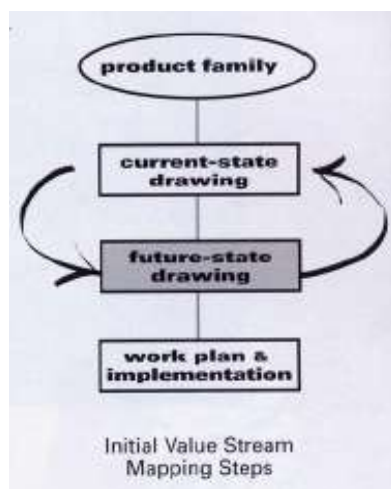 product family
current-state
drawing
future-state
drawing
work plan &
implementation
Initial Value Stream
Mapping Steps